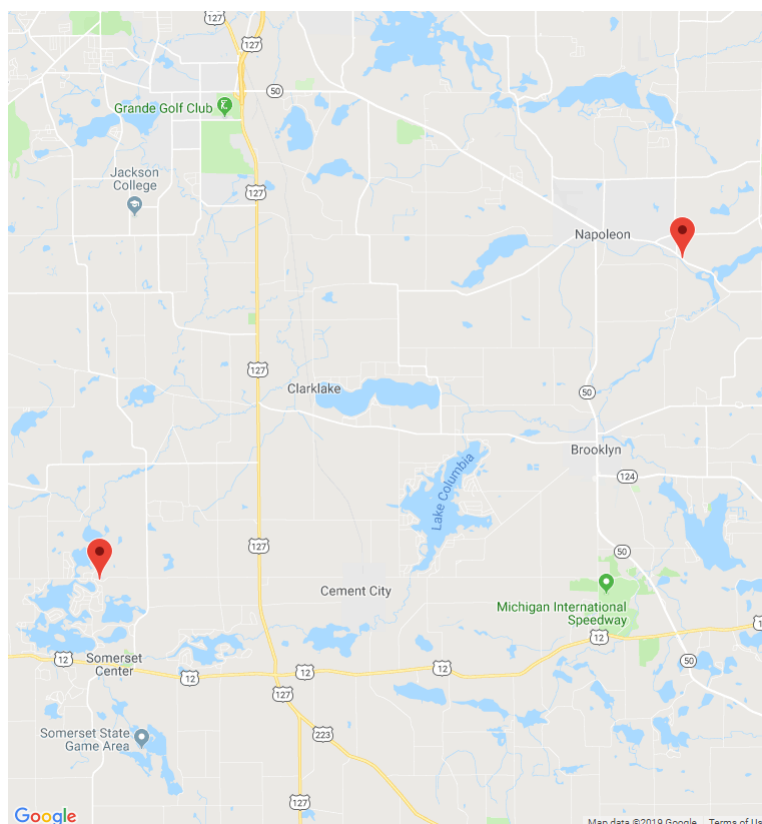 127
127
50
Grande Golf Club
Jackson
College
127
Napoleon
127
Clarklake
50
Brooklyn
Lake Columbia
124
127
50
Cement City
Michigan International
Speedway
12
12
Somerset
Center
12
12
12
50
127
Somerset State
Game Area
223
127
Google
Map data ©2019 Google
Terms of Us